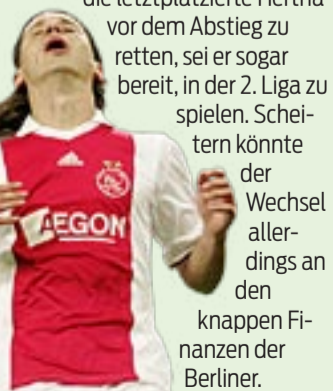 die letztplatzierte Hertha
vor dem Abstieg zu
retten, sei er sogar
bereit, in der 2. Liga zu
spielen. Schei-
tern könnte
der
Wechsel
aller-
dings an
den
knappen Fi-
nanzen der
Berliner.
AEGON